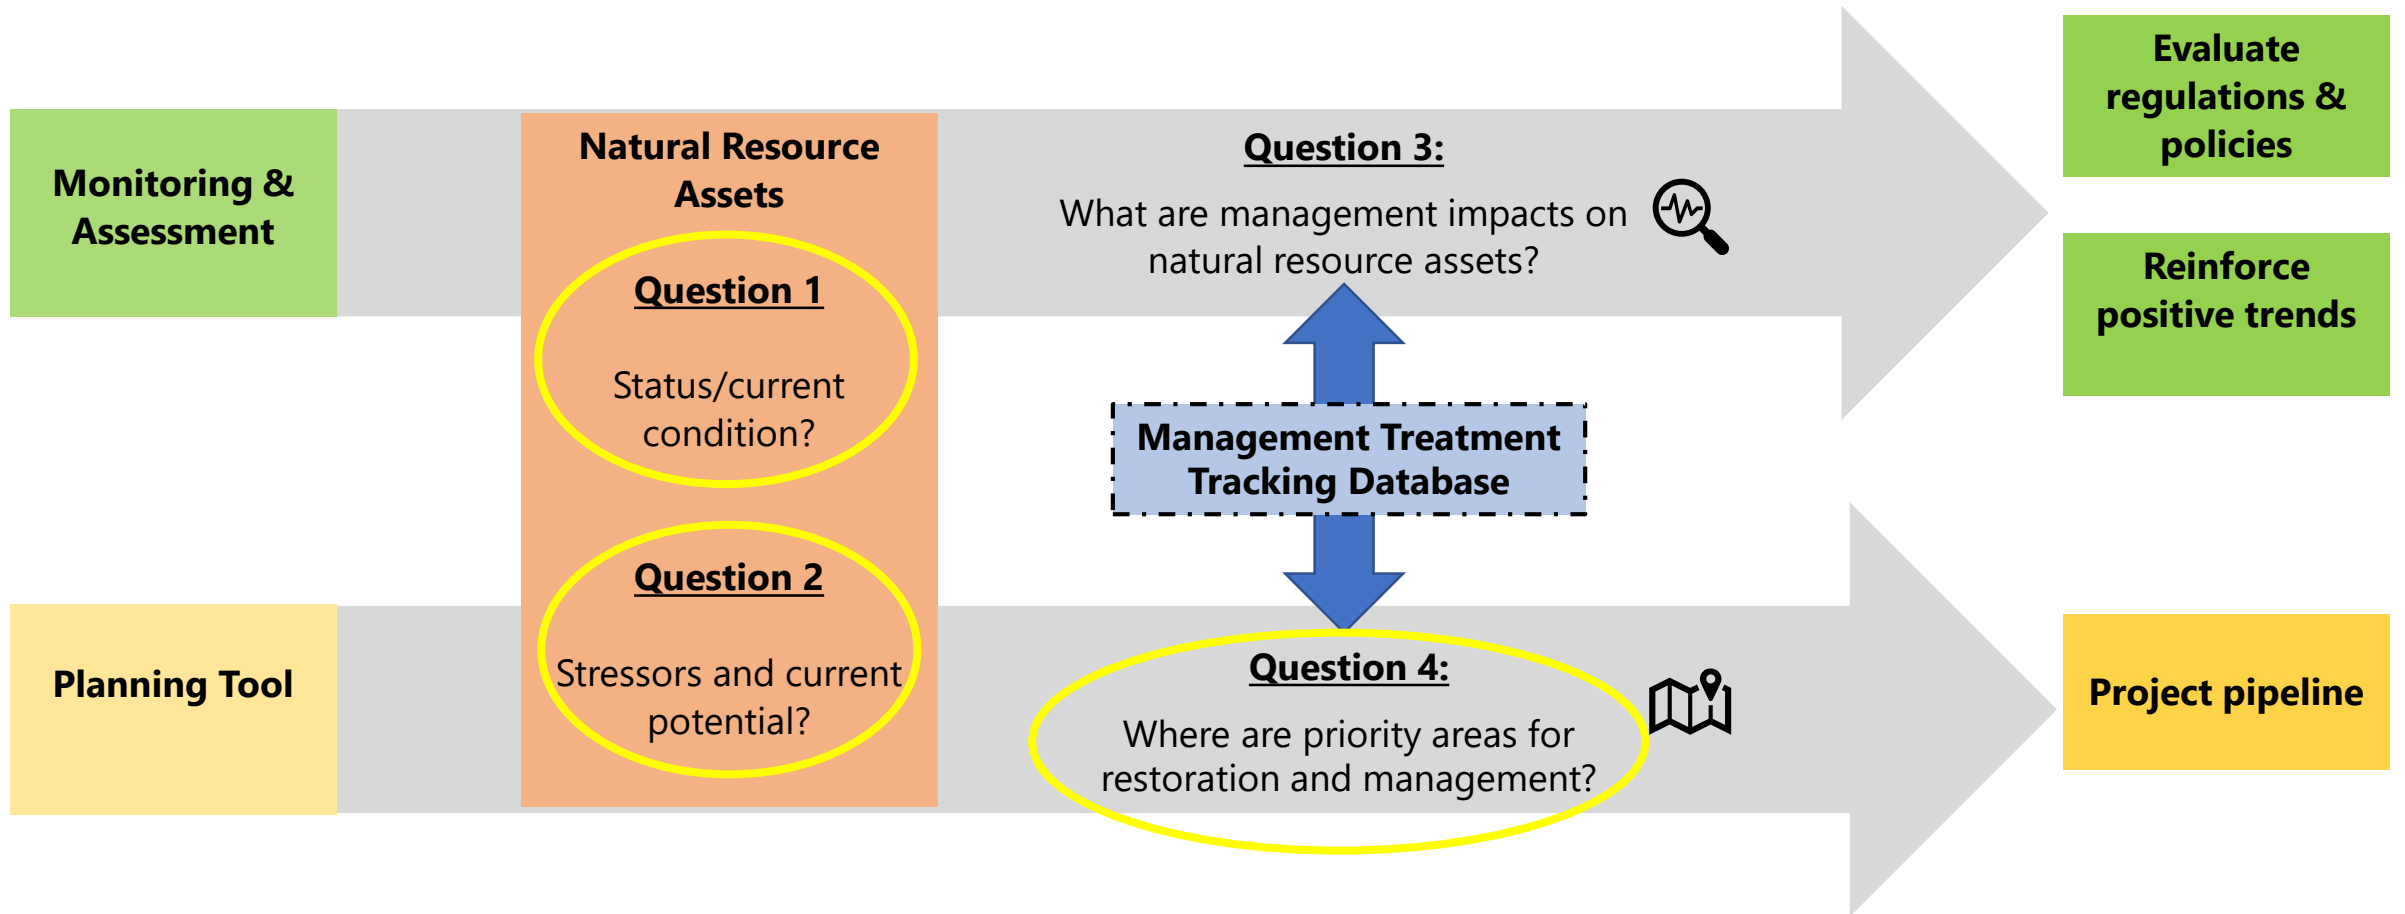 Monitoring &
Assessment
Natural Resource
Assets
Question 1
Status/current
condition?
Question 2
Stressors and current
potential?
Question 3:
What are management impacts on
natural resource assets?
Management Treatment
Tracking Database
Question 4:
Where are priority areas for
restoration and management?
Evaluate
regulations &
policies
Reinforce
positive trends
Planning Tool
Project pipeline